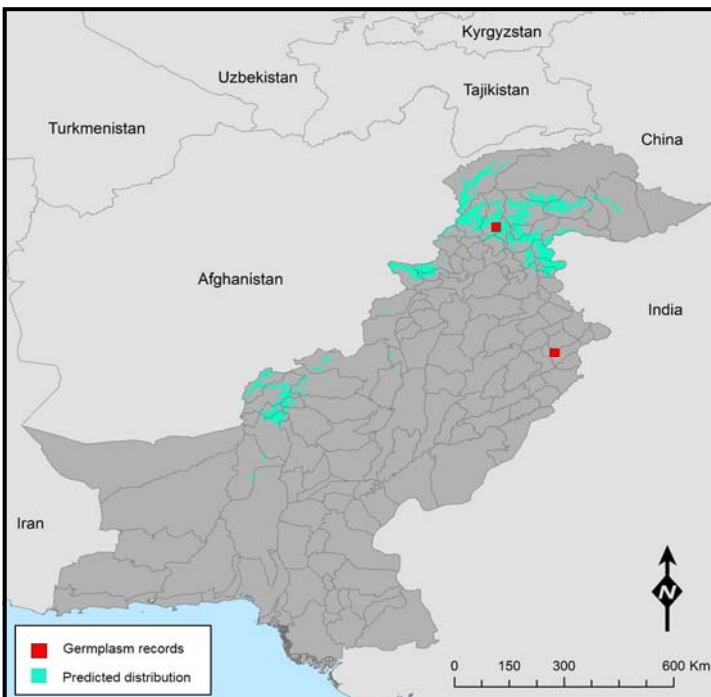 Kyrgyzstan
Uzbekistan
Tajikistan
Turkmenistan
China
Afghanistan
India
Iran
N
Germplasm records
Predicted distribution
0 150 300 600 Km